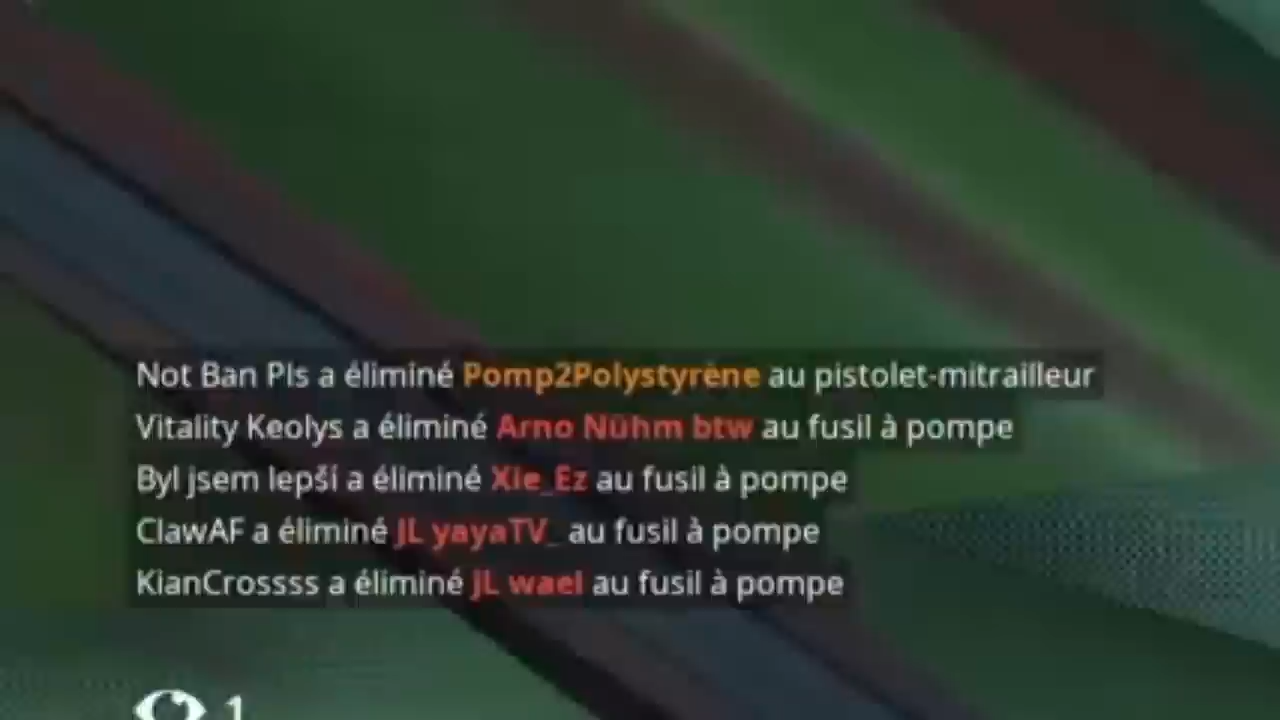 Not Ban Pls a éliminé Pomp2Polystyrène au pistolet-mitrailleur
Vitality Keolys a éliminé Arno Nühm btw au fusil à pompe
Byl jsem lepší a éliminé Xie_Ez au fusil à pompe
ClawAF a éliminé JL yayaTV_ au fusil à pompe
KianCrossss a éliminé JL wael au fusil à pompe
1